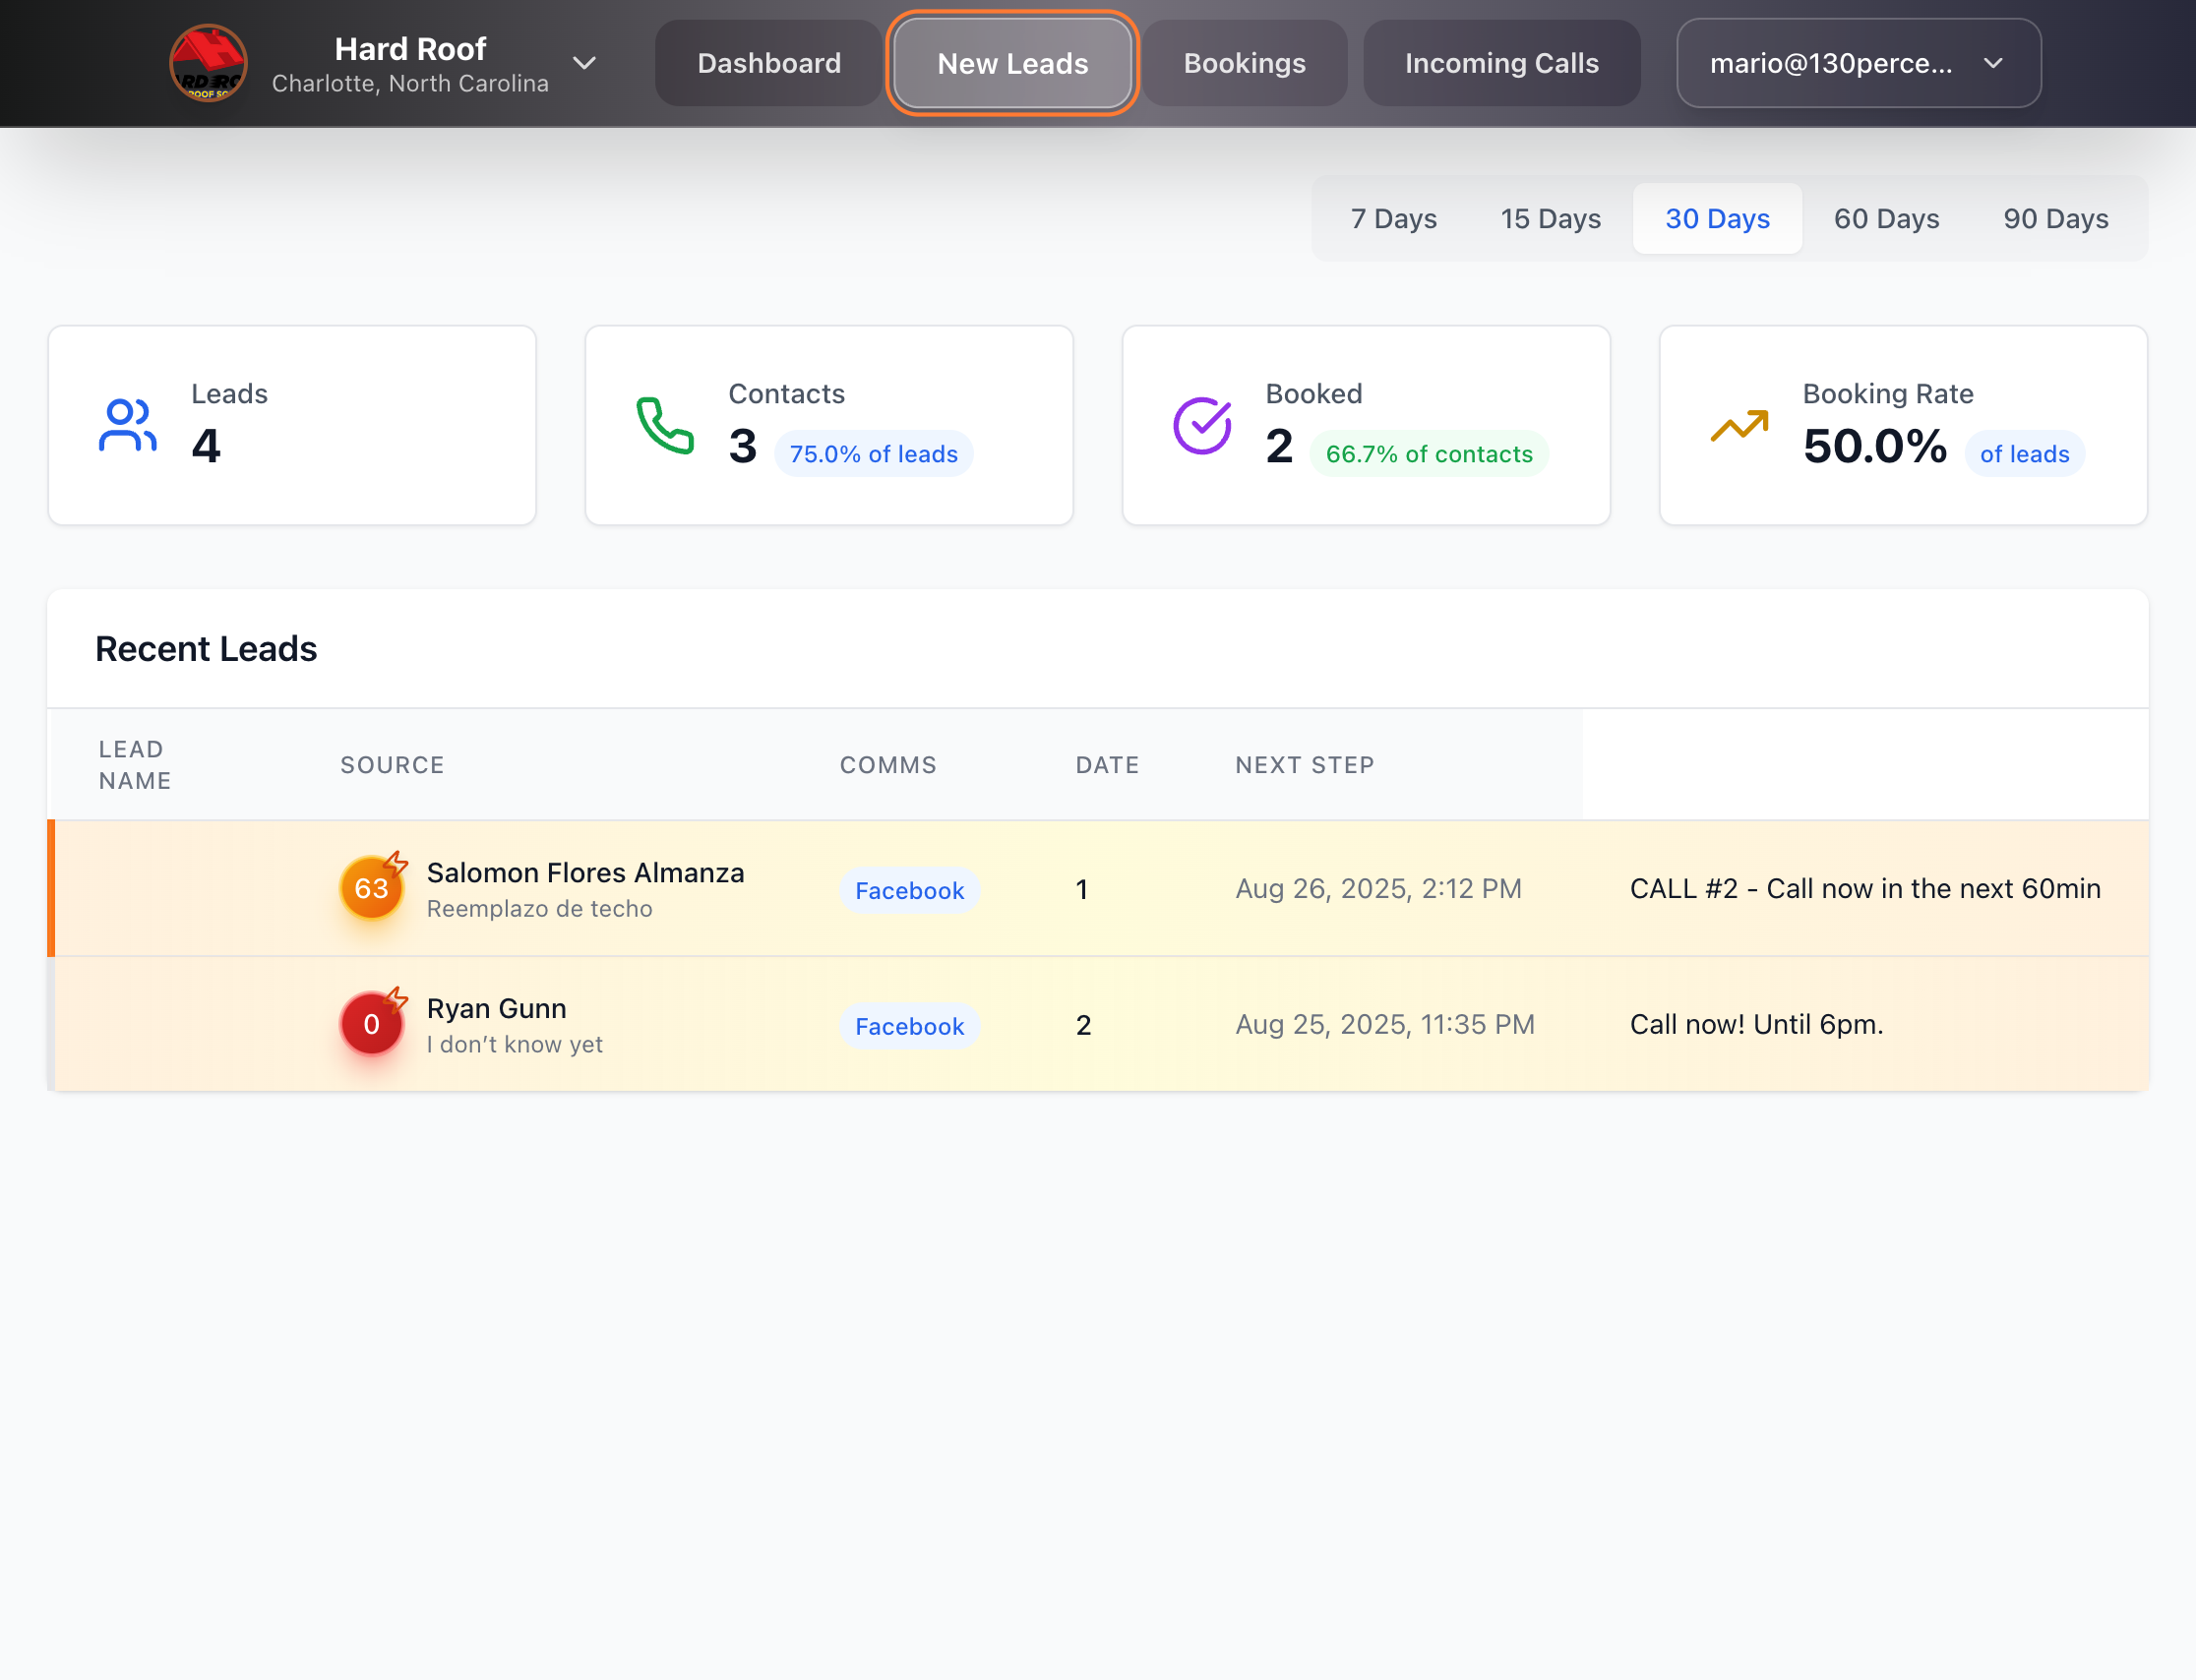 Hard Roof
Charlotte, North Carolina
Dashboard
New Leads
Bookings
Incoming Calls
mario@130perce...
7 Days
15 Days
30 Days
60 Days
90 Days
Leads
4
Contacts
3 75.0% of leads
Booked
2 66.7% of contacts
Booking Rate
50.0% of leads
Recent Leads
LEAD
NAME
SOURCE
COMMS
DATE
NEXT STEP
63
Salomon Flores Almanza
Reemplazo de techo
Facebook
1
Aug 26, 2025, 2:12 PM
CALL #2 - Call now in the next 60min
0
Ryan Gunn
I don’t know yet
Facebook
2
Aug 25, 2025, 11:35 PM
Call now! Until 6pm.